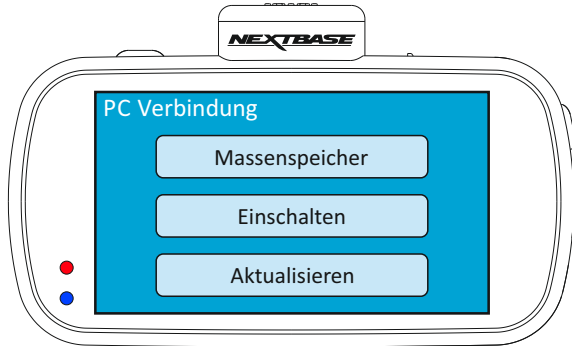 NEXTBASE
PC Verbindung
Massenspeicher
Einschalten
Aktualisieren